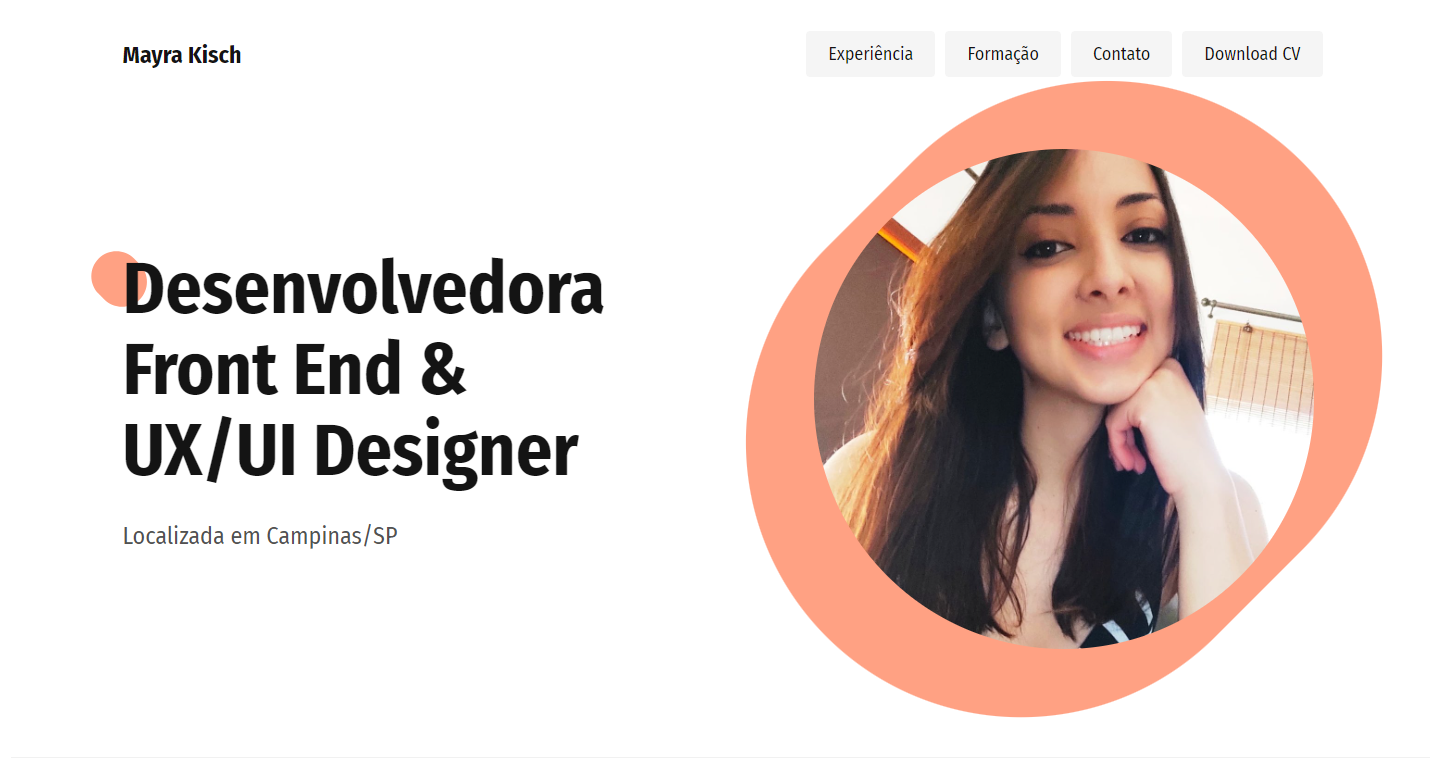 Mayra Kisch
Experiência
Formação
Contato
Download CV
Desenvolvedora
Front End &
UX/UI Designer
Localizada em Campinas/SP